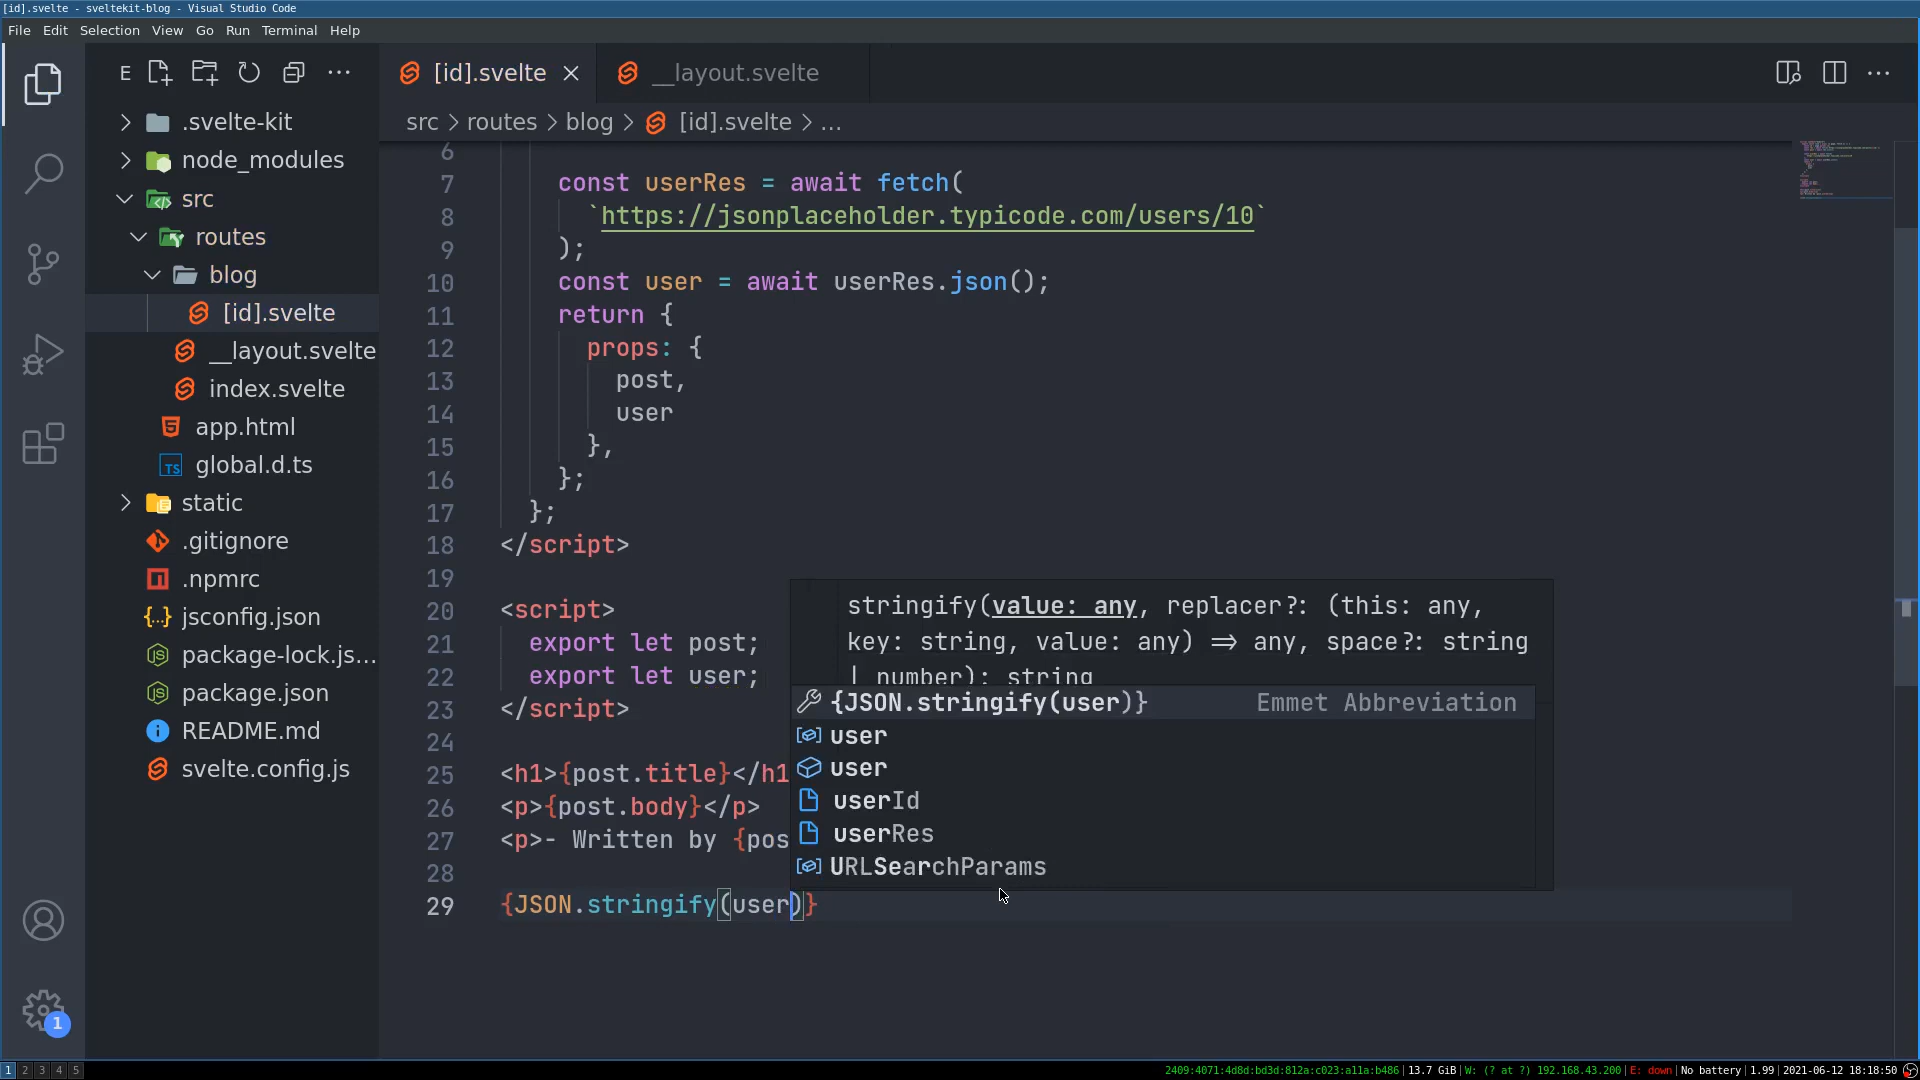 [id].svelte - sveltekit-blog - Visual Studio Code
File Edit Selection View Go Run Terminal Help
E
[id].svelte
__layout.svelte
src > routes > blog > [id].svelte > ...
.svelte-kit
node_modules
src
routes
blog
[id].svelte
__layout.svelte
index.svelte
app.html
global.d.ts
static
.gitignore
.npmrc
jsconfig.json
package-lock.js...
package.json
README.md
svelte.config.js
1
6
7 const userRes = await fetch(
8 `https://jsonplaceholder.typicode.com/users/10`
9 );
10 const user = await userRes.json();
11 return {
12 props: {
13 post,
14 user
15 },
16 };
17 };
18 </script>
19
20 <script>
21 export let post;
22 export let user;
23 </script>
24
25 <h1>{post.title}</h1
26 <p>{post.body}</p>
27 <p>- Written by {pos
28
29 {JSON.stringify(user)}
stringify(value: any, replacer?: (this: any,
key: string, value: any) => any, space?: string
| number): string
{JSON.stringify(user)} Emmet Abbreviation
user
user
userId
userRes
URLSearchParams
1 2 3 4 5
2409:4071:4d8d:bd3d:812a:c023:a11a:b486|13.7 GiB|W: (? at ?) 192.168.43.200|E: down|No battery|1.99|2021-06-12 18:18:50